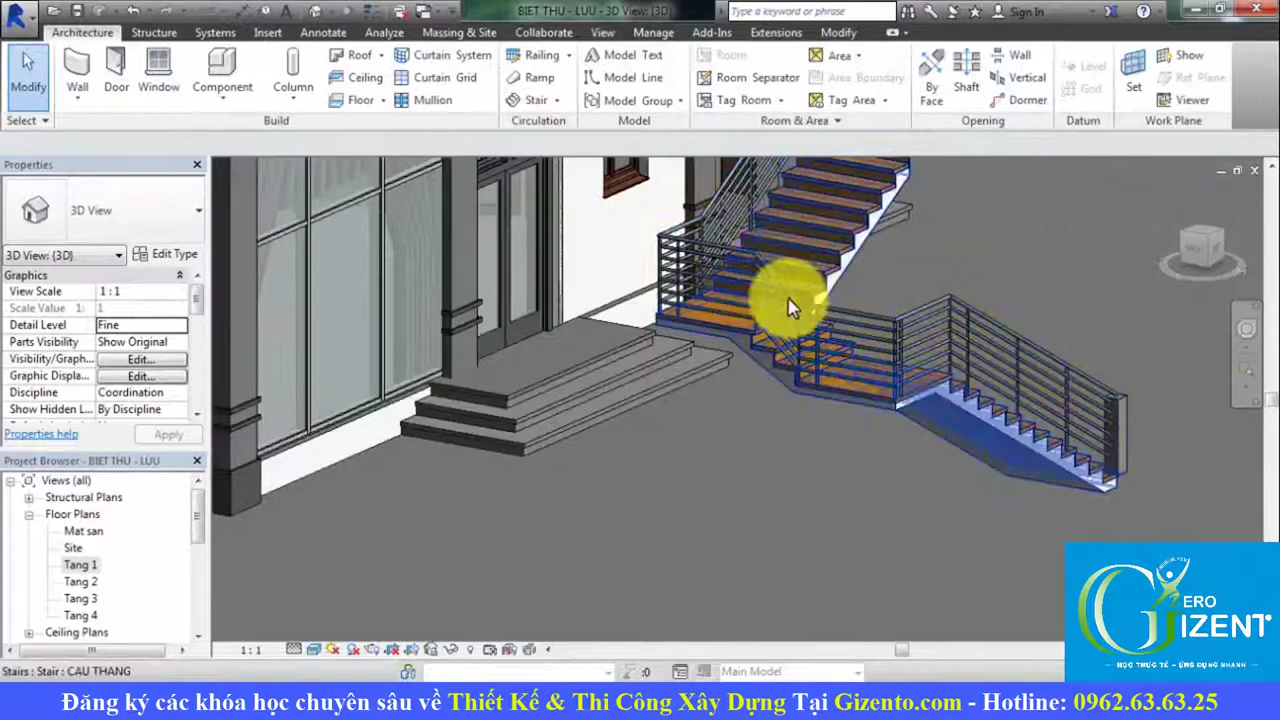 BIET THU - LUU - 3D View: {3D}
Type a keyword or phrase
Sign In
Architecture Structure Systems Insert Annotate Analyze Massing & Site Collaborate View Manage Add-Ins Extensions Modify
Modify
Wall
Door
Window
Component
Column
Roof
Ceiling
Floor
Curtain System
Curtain Grid
Mullion
Railing
Ramp
Stair
Model Text
Model Line
Model Group
Room
Room Separator
Tag Room
Area
Area Boundary
Tag Area
By
Face
Shaft
Wall
Vertical
Dormer
Level
Grid
Set
Show
Ref Plane
Viewer
Select Build Circulation Model Room & Area Opening Datum Work Plane
Properties
3D View
3D View: {3D} Edit Type
Graphics
View Scale 1 : 1
Scale Value 1: 1
Detail Level Fine
Parts Visibility Show Original
Visibility/Graph... Edit...
Graphic Displa... Edit...
Discipline Coordination
Show Hidden L... By Discipline
Properties help Apply
Project Browser - BIET THU - LUU
Views (all)
Structural Plans
Floor Plans
Mat san
Site
Tang 1
Tang 2
Tang 3
Tang 4
Ceiling Plans
1 : 1
Stairs : Stair : CAU THANG
:0
Main Model
ERO
IZENT
- HỌC THỰC TẾ - ỨNG DỤNG NHANH -
Đăng ký các khóa học chuyên sâu về Thiết Kế & Thi Công Xây Dựng Tại Gizento.com - Hotline: 0962.63.63.25